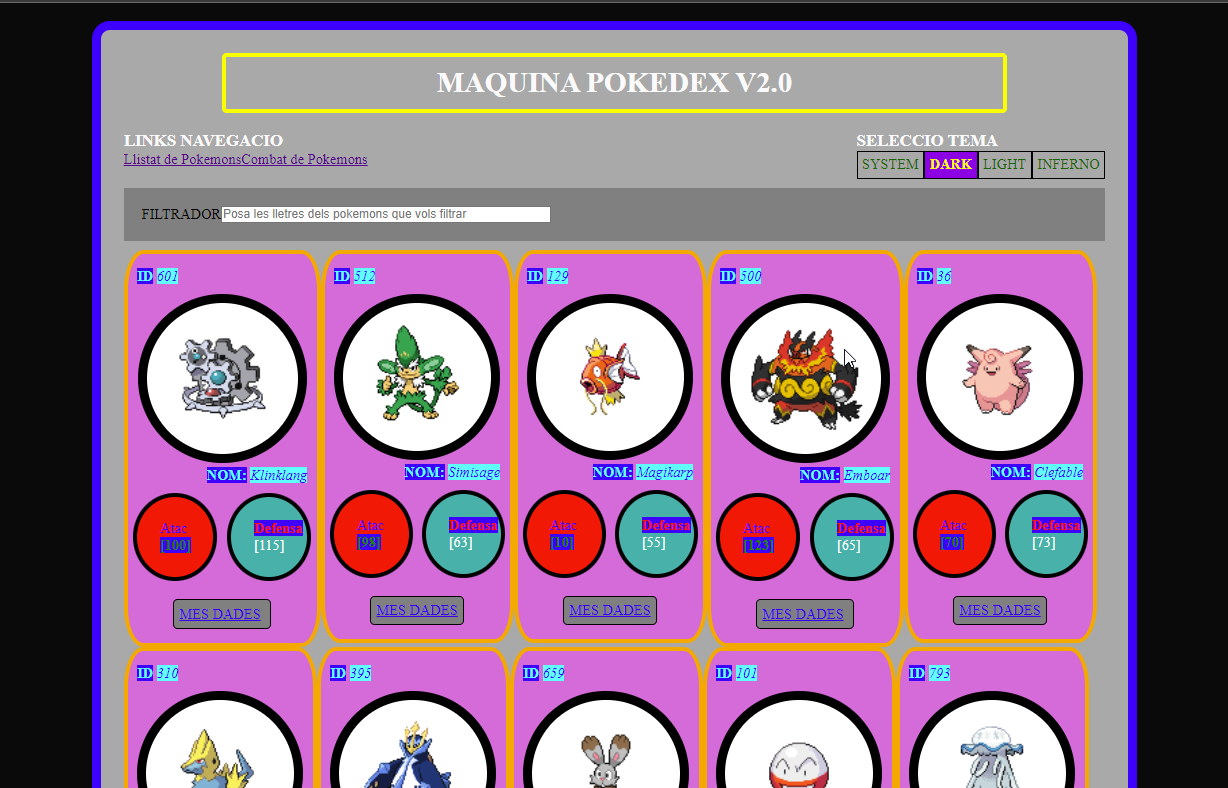 MAQUINA POKEDEX V2.0
LINKS NAVEGACIO
Llistat de PokemonsCombat de Pokemons
SELECCIO TEMA
SYSTEM DARK LIGHT INFERNO
FILTRADOR Posa les lletres dels pokemons que vols filtrar
ID 601
NOM: Klinklang
Atac
[100]
Defensa
[115]
MES DADES
ID 512
NOM: Simisage
Atac
[98]
Defensa
[63]
MES DADES
ID 129
NOM: Magikarp
Atac
[10]
Defensa
[55]
MES DADES
ID 500
NOM: Emboar
Atac
[123]
Defensa
[65]
MES DADES
ID 36
NOM: Clefable
Atac
[70]
Defensa
[73]
MES DADES
ID 310
ID 395
ID 659
ID 101
ID 793